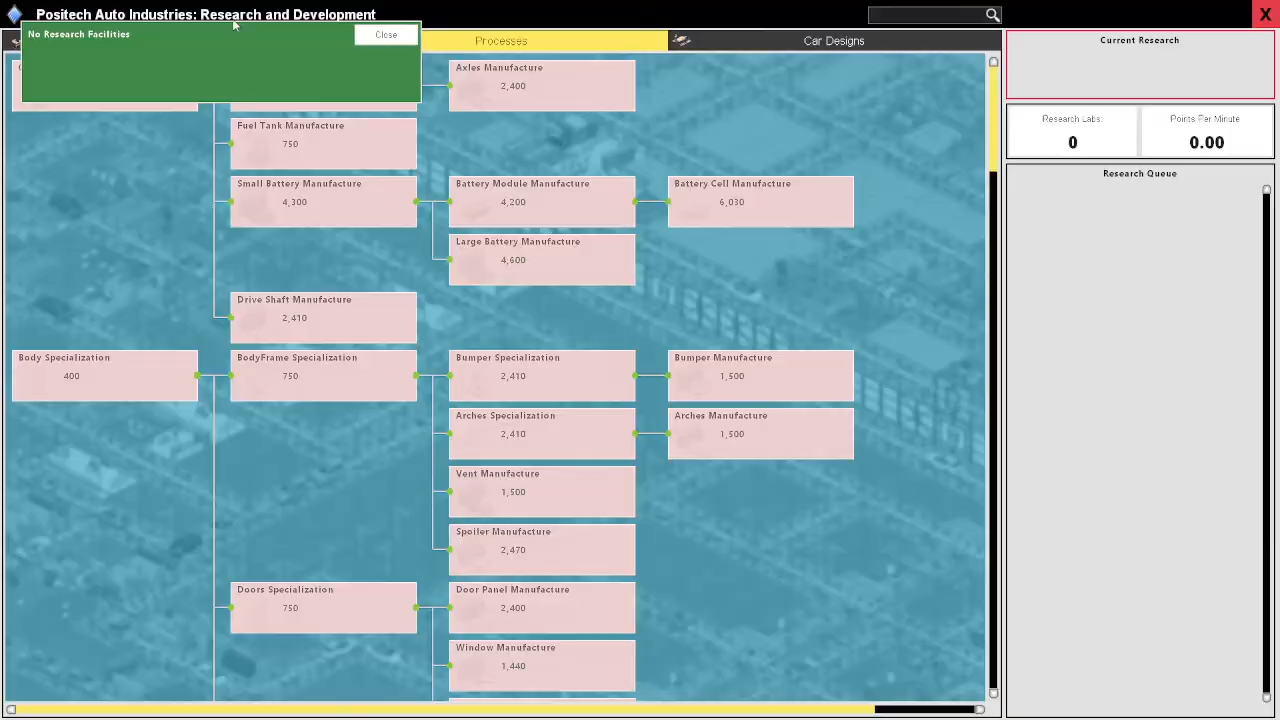 Positech Auto Industries: Research and Development
No Research Facilities
Close
Processes
Car Designs
Axles Manufacture
2,400
Fuel Tank Manufacture
750
Small Battery Manufacture
4,300
Battery Module Manufacture
4,200
Battery Cell Manufacture
6,030
Large Battery Manufacture
4,600
Drive Shaft Manufacture
2,410
Body Specialization
400
BodyFrame Specialization
750
Bumper Specialization
2,410
Bumper Manufacture
1,500
Arches Specialization
2,410
Arches Manufacture
1,500
Vent Manufacture
1,500
Spoiler Manufacture
2,470
Doors Specialization
750
Door Panel Manufacture
2,400
Window Manufacture
1,440
X
Current Research
Research Labs:
0
Points Per Minute
0.00
Research Queue